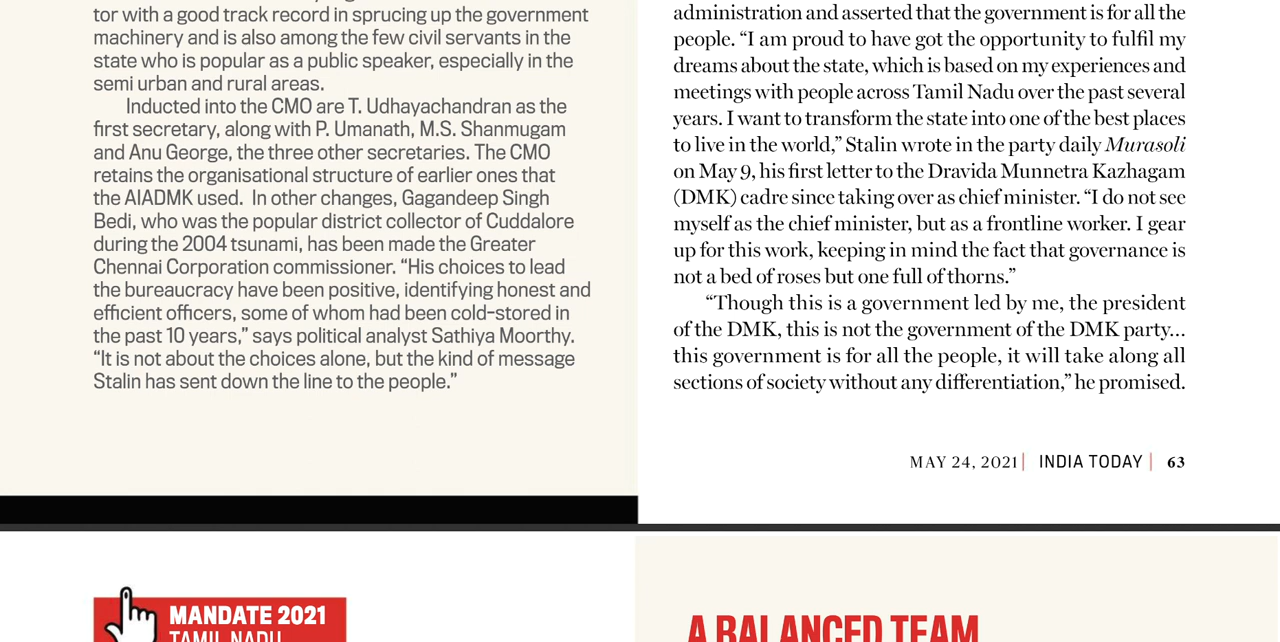 tor with a good track record in sprucing up the government
machinery and is also among the few civil servants in the
state who is popular as a public speaker, especially in the
semi urban and rural areas.
Inducted into the CMO are T. Udhayachandran as the
first secretary, along with P. Umanath, M.S. Shanmugam
and Anu George, the three other secretaries. The CMO
retains the organisational structure of earlier ones that
the AIADMK used. In other changes, Gagandeep Singh
Bedi, who was the popular district collector of Cuddalore
during the 2004 tsunami, has been made the Greater
Chennai Corporation commissioner. “His choices to lead
the bureaucracy have been positive, identifying honest and
efficient officers, some of whom had been cold-stored in
the past 10 years,” says political analyst Sathiya Moorthy.
“It is not about the choices alone, but the kind of message
Stalin has sent down the line to the people.”
administration and asserted that the government is for all the
people. “I am proud to have got the opportunity to fulfil my
dreams about the state, which is based on my experiences and
meetings with people across Tamil Nadu over the past several
years. I want to transform the state into one of the best places
to live in the world,” Stalin wrote in the party daily Murasoli
on May 9, his first letter to the Dravida Munnetra Kazhagam
(DMK) cadre since taking over as chief minister. “I do not see
myself as the chief minister, but as a frontline worker. I gear
up for this work, keeping in mind the fact that governance is
not a bed of roses but one full of thorns.”
“Though this is a government led by me, the president
of the DMK, this is not the government of the DMK party...
this government is for all the people, it will take along all
sections of society without any differentiation,” he promised.
MAY 24, 2021 | INDIA TODAY | 63
MANDATE 2021
TAMIL NADU
A BALANCED TEAM